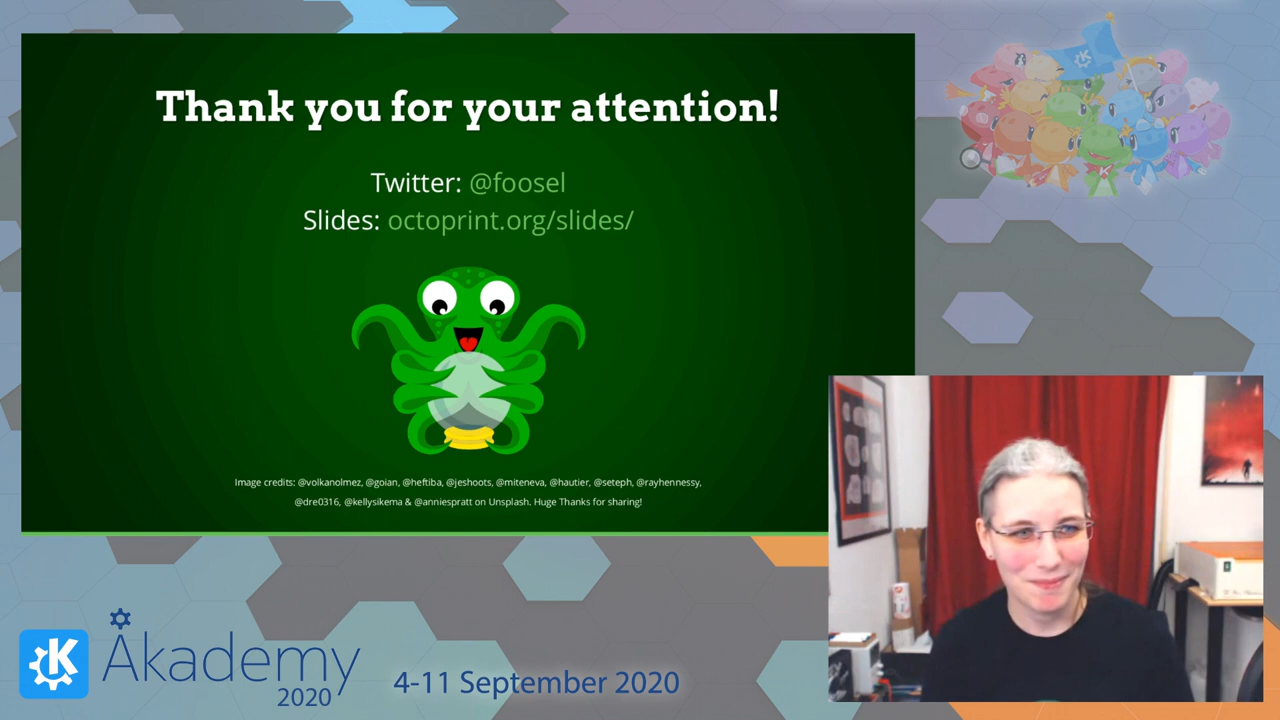 Thank you for your attention!
Twitter: @foosel
Slides: octoprint.org/slides/
Image credits: @volkanolmez, @goian, @heftiba, @jeshoots, @miteneva, @hautier, @seteph, @rayhennessy,
@dre0316, @kellysikema & @anniespratt on Unsplash. Huge Thanks for sharing!
K Akademy
2020
4-11 September 2020